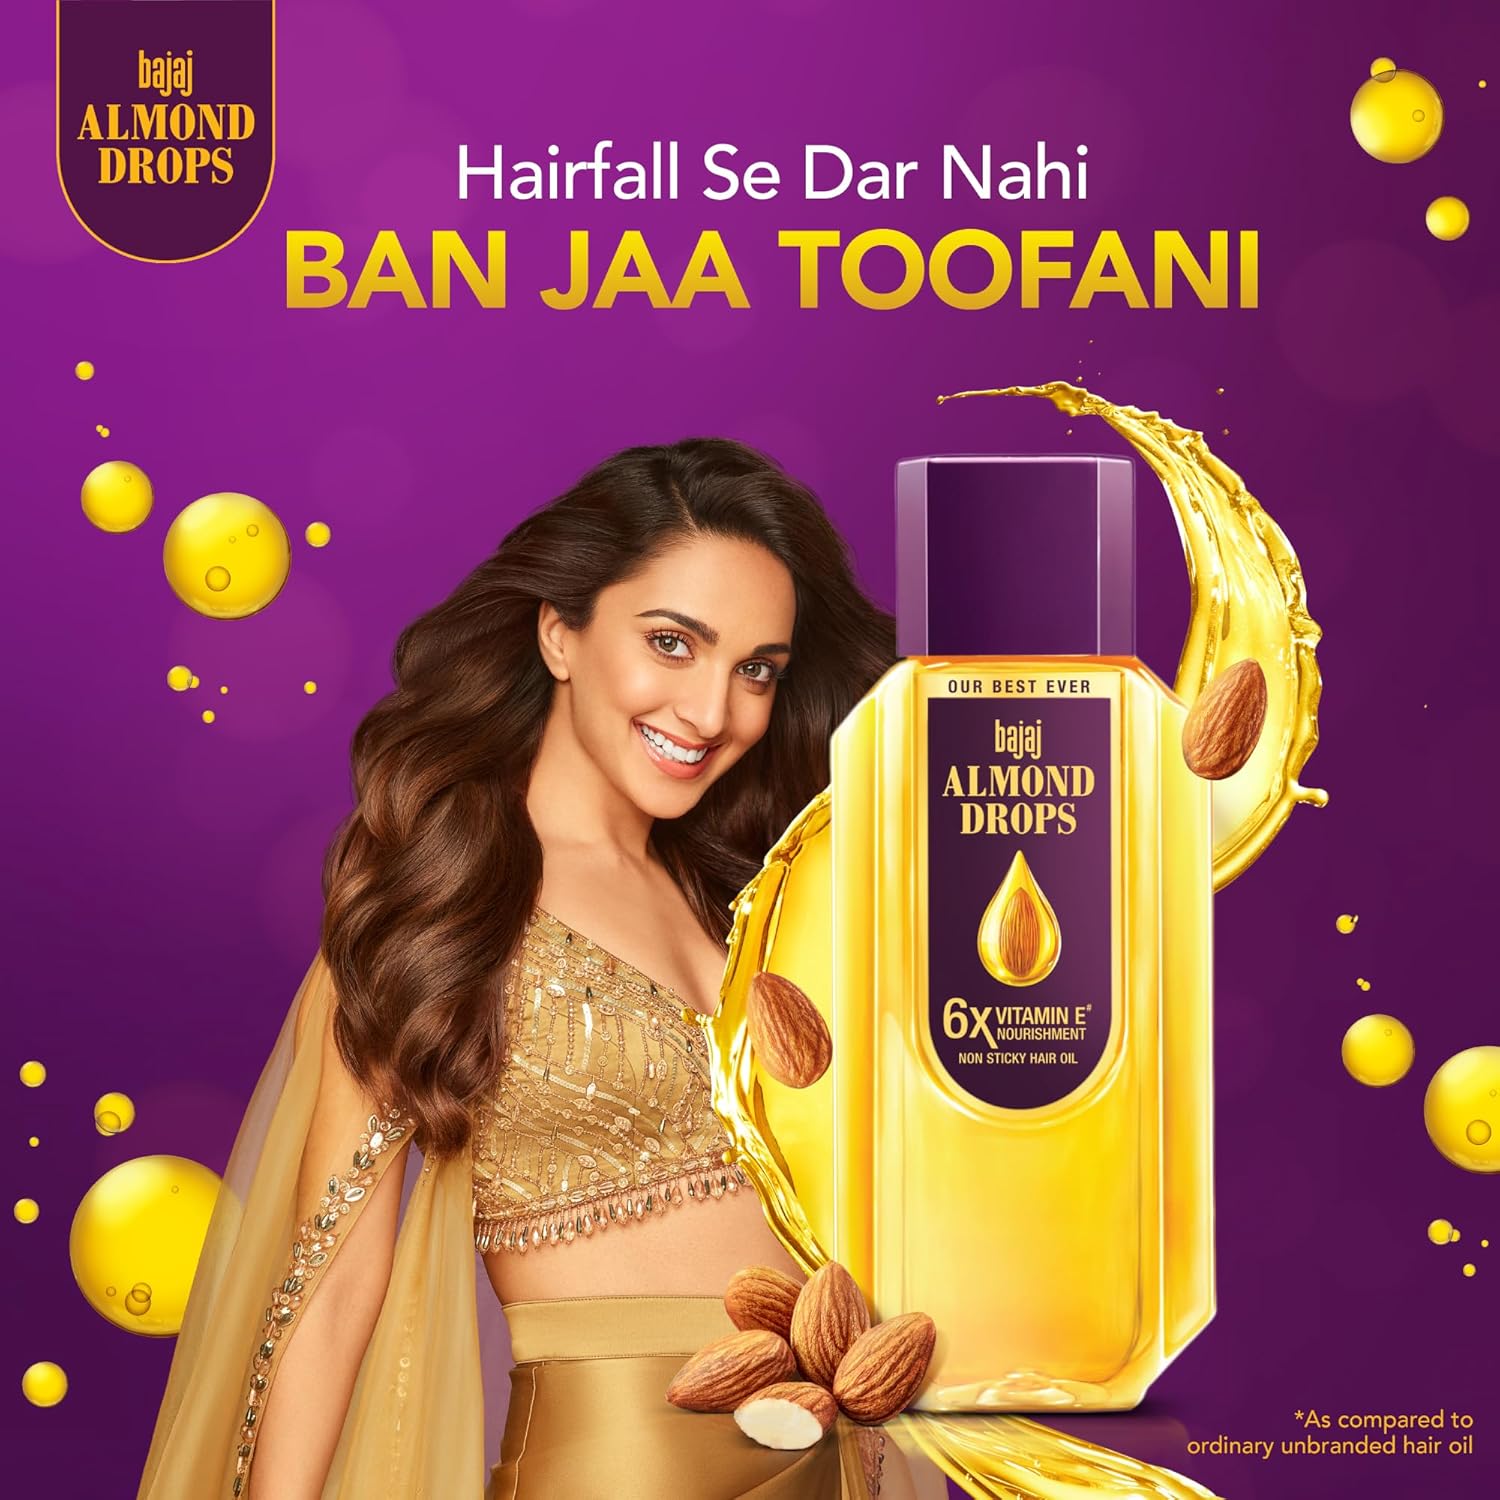 bajaj
ALMOND
DROPS
Hairfall Se Dar Nahi
BAN JAA TOOFANI
OUR BEST EVER
bajaj
ALMOND
DROPS
6X VITAMIN E#
NOURISHMENT
NON STICKY HAIR OIL
*As compared to
ordinary unbranded hair oil